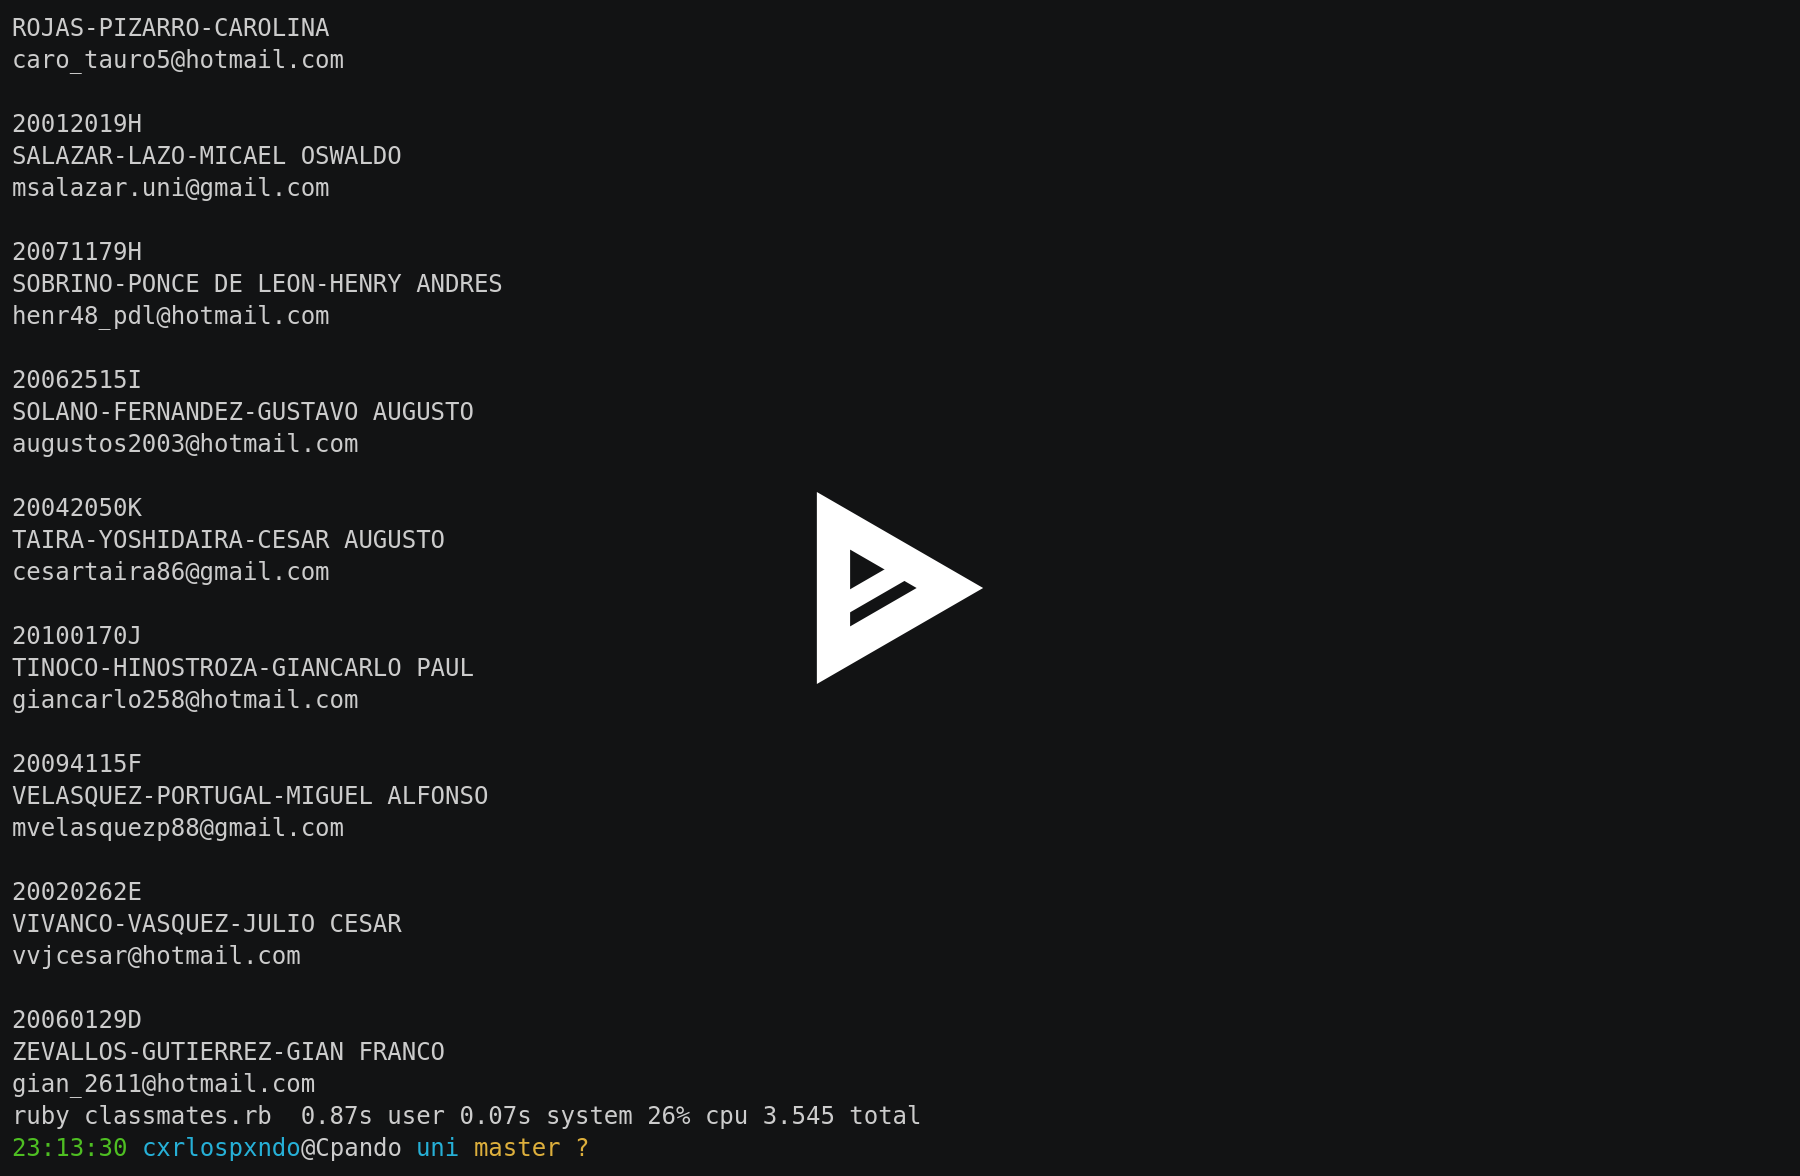 ROJAS-PIZARRO-CAROLINA
caro_tauro5@hotmail.com
20012019H
SALAZAR-LAZO-MICAEL OSWALDO
msalazar.uni@gmail.com
20071179H
SOBRINO-PONCE DE LEON-HENRY ANDRES
henr48_pdl@hotmail.com
20062515I
SOLANO-FERNANDEZ-GUSTAVO AUGUSTO
augustos2003@hotmail.com
20042050K
TAIRA-YOSHIDAIRA-CESAR AUGUSTO
cesartaira86@gmail.com
20100170J
TINOCO-HINOSTROZA-GIANCARLO PAUL
giancarlo258@hotmail.com
20094115F
VELASQUEZ-PORTUGAL-MIGUEL ALFONSO
mvelasquezp88@gmail.com
20020262E
VIVANCO-VASQUEZ-JULIO CESAR
vvjcesar@hotmail.com
20060129D
ZEVALLOS-GUTIERREZ-GIAN FRANCO
gian_2611@hotmail.com
ruby classmates.rb  0.87s user 0.07s system 26% cpu 3.545 total
23:13:30 cxrlospxndo@Cpando uni master ?